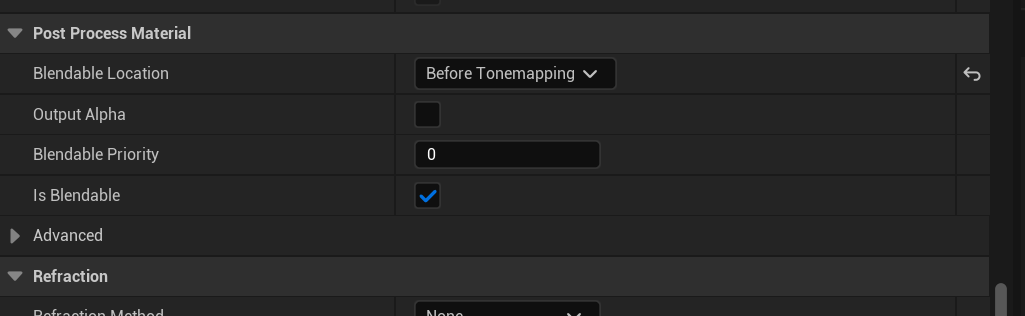 Post Process Material
Blendable Location
Before Tonemapping
Output Alpha
Blendable Priority
0
Is Blendable
Advanced
Refraction
Refraction Method
None